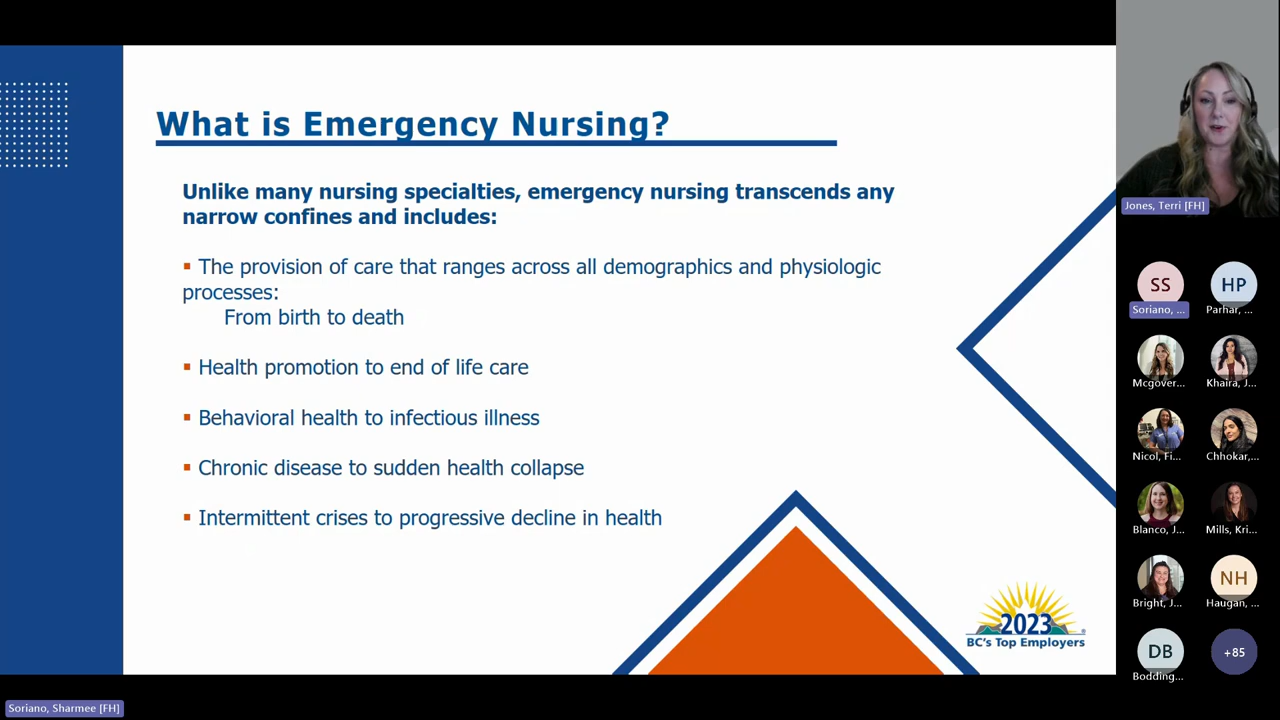 What is Emergency Nursing?
Unlike many nursing specialties, emergency nursing transcends any
narrow confines and includes:
▪ The provision of care that ranges across all demographics and physiologic
processes:
From birth to death
▪ Health promotion to end of life care
▪ Behavioral health to infectious illness
▪ Chronic disease to sudden health collapse
▪ Intermittent crises to progressive decline in health
2023
BC's Top Employers
Jones, Terri [FH]
SS
Soriano, ...
HP
Parhar, ...
Mcgover...
Khaira, J...
Nicol, Fi...
Chhokar,...
Blanco, J...
Mills, Kri...
Bright, J...
NH
Haugan, ...
DB
Bodding...
+85
Soriano, Sharmee [FH]